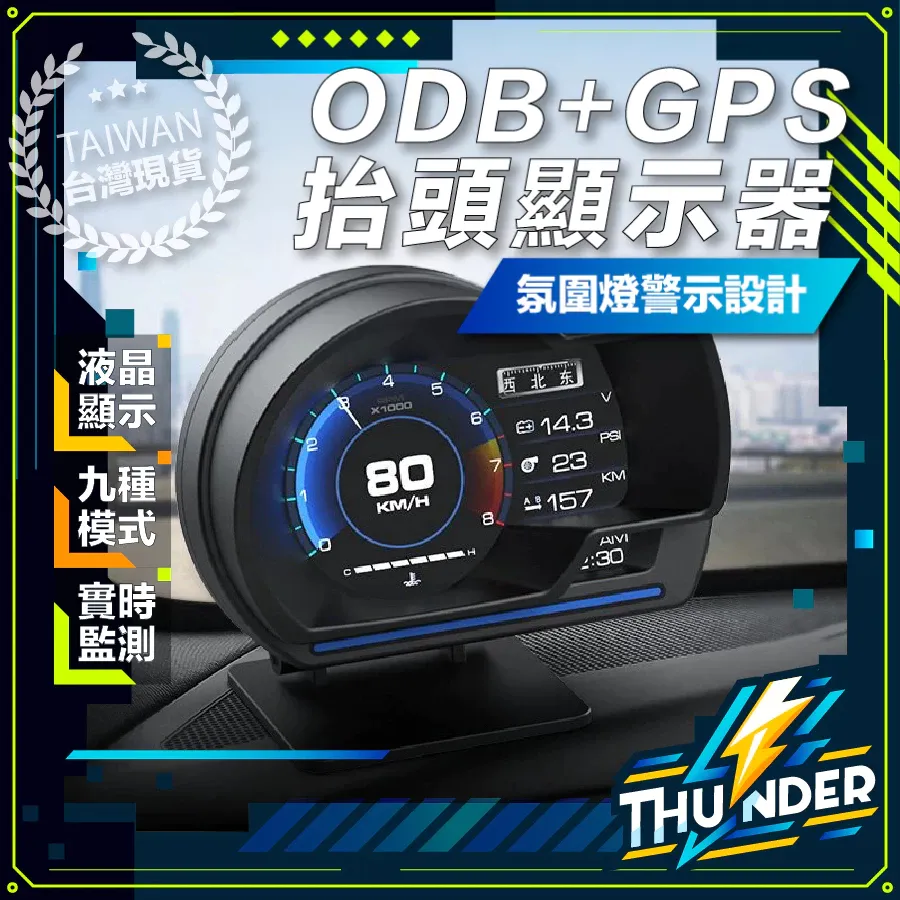 TAIWAN
台灣現貨
ODB+GPS
抬頭顯示器
氛圍燈警示設計
液晶
顯示
九種
模式
實時
監測
0 1 2 3 4 5 6 7 8
RPM
X1000
80
KM/H
C H
西 北 东
V
14.3
PSI
23
KM
A B 157
AM
:30
THUNDER